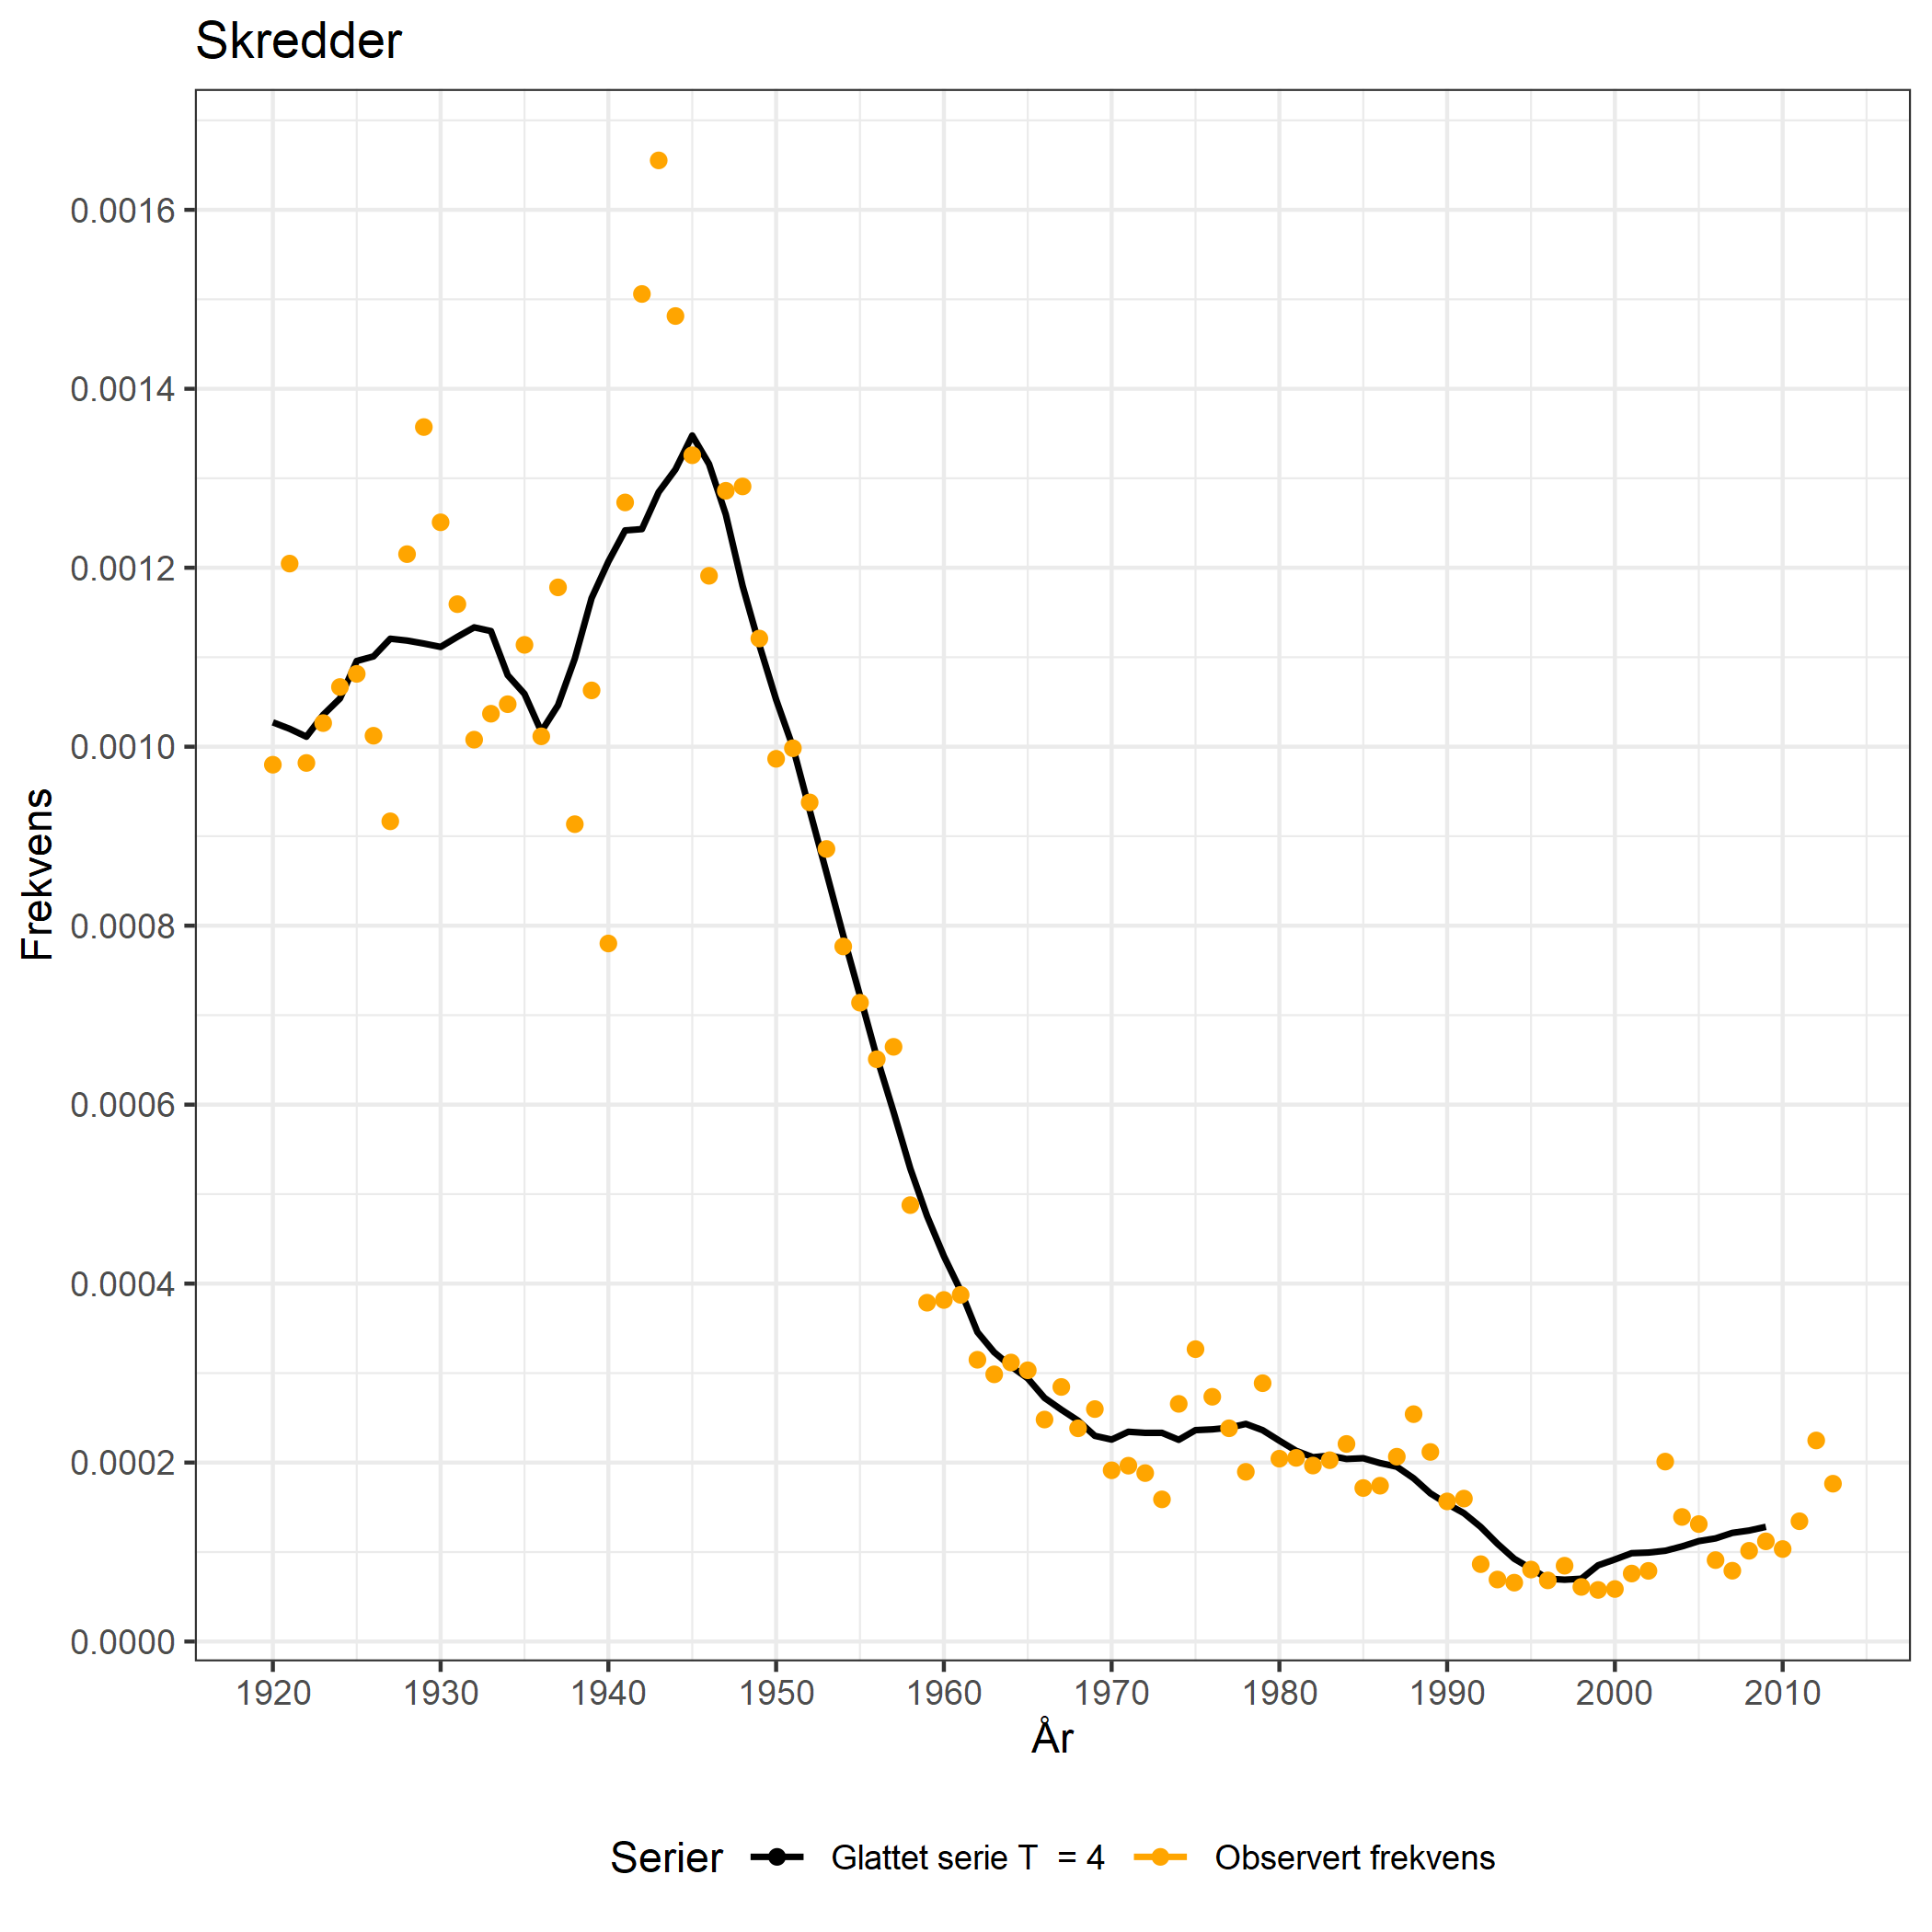 Skredder
Frekvens
0.0016
0.0014
0.0012
0.0010
0.0008
0.0006
0.0004
0.0002
0.0000
1920 1930 1940 1950 1960 1970 1980 1990 2000 2010
År
Serier Glattet serie T = 4 Observert frekvens